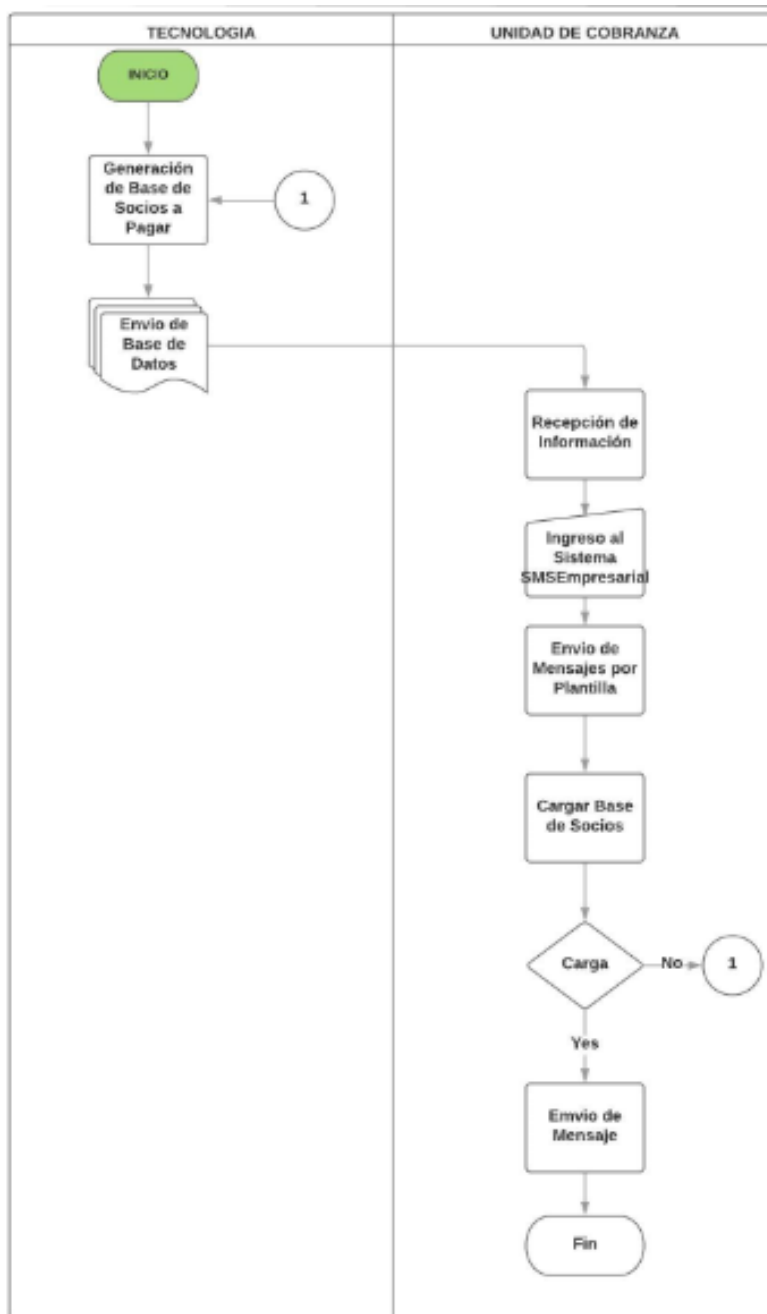 TECNOLOGIA
UNIDAD DE COBRANZA
INICIO
Generación
de Base de
Socios a
Pagar
1
Envio de
Base de
Datos
Recepción de
Información
Ingreso al
Sistema
SMSEmpresarial
Envio de
Mensajes por
Plantilla
Cargar Base
de Socios
Carga
No
1
Yes
Emvio de
Mensaje
Fin